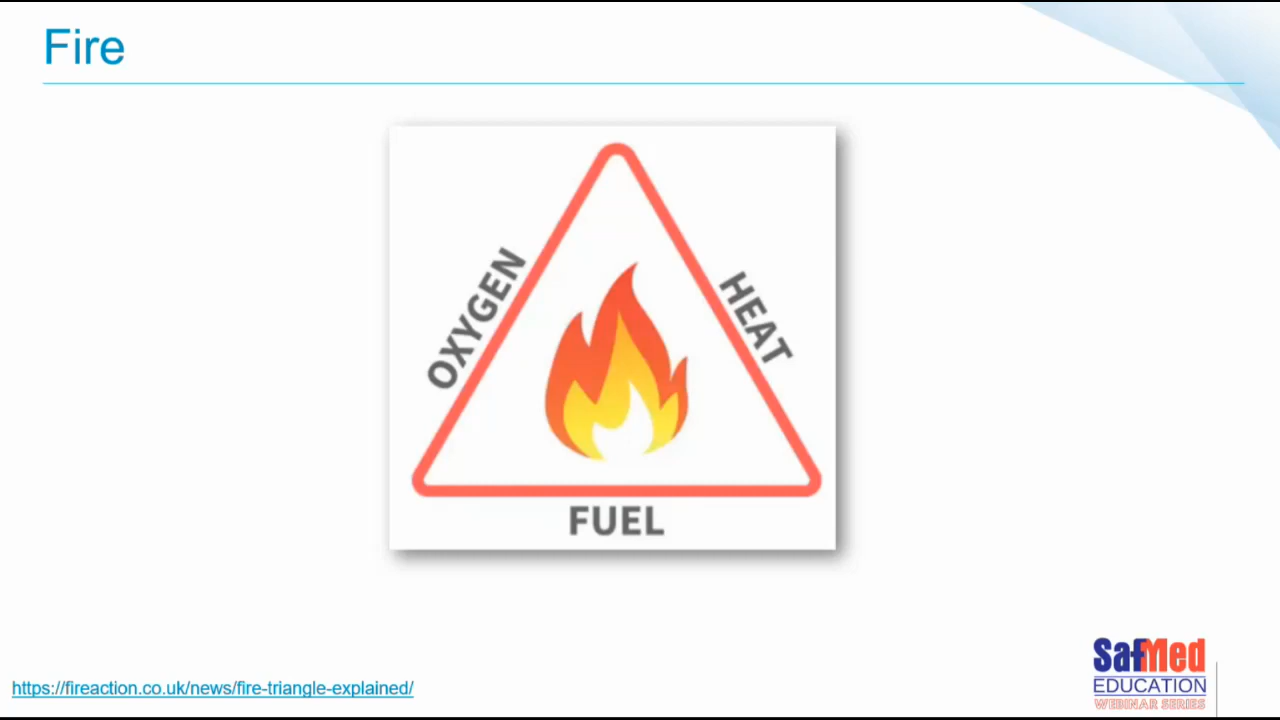 Fire
OXYGEN
HEAT
FUEL
https://fireaction.co.uk/news/fire-triangle-explained/
SafMed
EDUCATION
WEBINAR SERIES